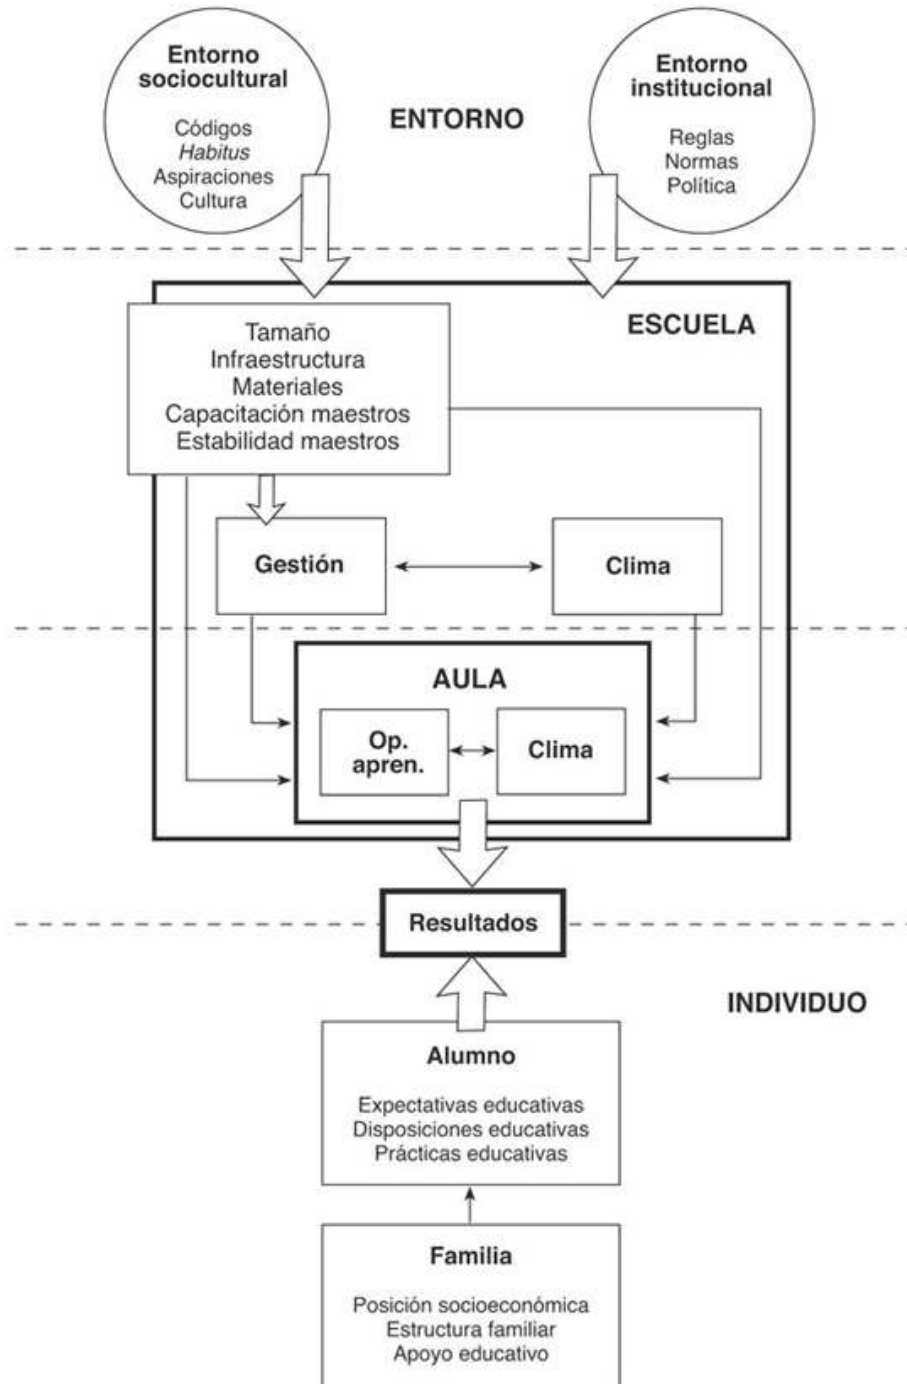 Entorno
sociocultural
Códigos
Habitus
Aspiraciones
Cultura
ENTORNO
Entorno
institucional
Reglas
Normas
Política
ESCUELA
Tamaño
Infraestructura
Materiales
Capacitación maestros
Estabilidad maestros
Gestión
Clima
AULA
Op.
apren.
Clima
Resultados
INDIVIDUO
Alumno
Expectativas educativas
Disposiciones educativas
Prácticas educativas
Familia
Posición socioeconómica
Estructura familiar
Apoyo educativo